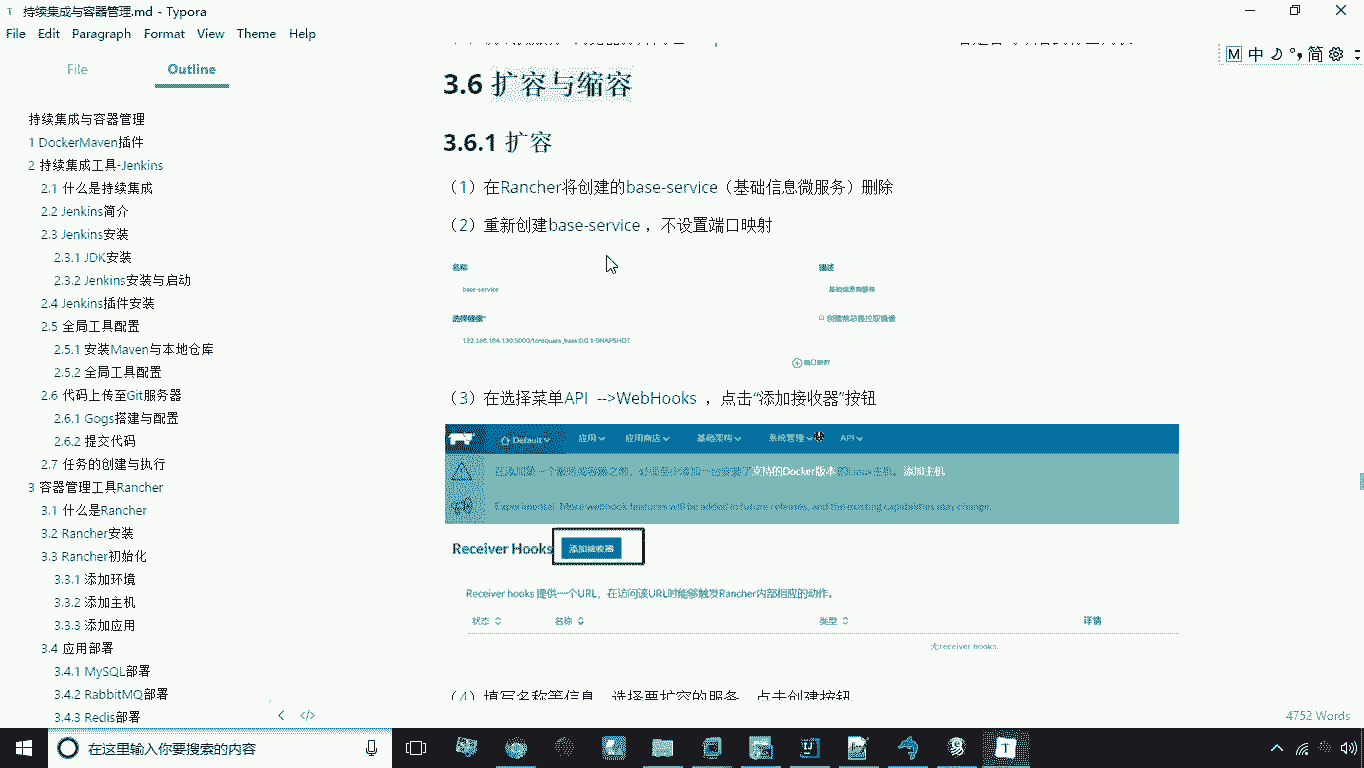 持续集成与容器管理.md - Typora
File Edit Paragraph Format View Theme Help
M 中 简
File Outline
持续集成与容器管理
1 DockerMaven插件
2 持续集成工具-Jenkins
2.1 什么是持续集成
2.2 Jenkins简介
2.3 Jenkins安装
2.3.1 JDK安装
2.3.2 Jenkins安装与启动
2.4 Jenkins插件安装
2.5 全局工具配置
2.5.1 安装Maven与本地仓库
2.5.2 全局工具配置
2.6 代码上传至Git服务器
2.6.1 Gogs搭建与配置
2.6.2 提交代码
2.7 任务的创建与执行
3 容器管理工具Rancher
3.1 什么是Rancher
3.2 Rancher安装
3.3 Rancher初始化
3.3.1 添加环境
3.3.2 添加主机
3.3.3 添加应用
3.4 应用部署
3.4.1 MySQL部署
3.4.2 RabbitMQ部署
3.4.3 Redis部署
3.6 扩容与缩容
3.6.1 扩容
（1）在Rancher将创建的base-service（基础信息微服务）删除
（2）重新创建base-service ，不设置端口映射
名称 描述
base-service 基础信息微服务
选择镜像* 创建前总是拉取镜像
192.168.184.130:5000/tensquare_base:0.0.1-SNAPSHOT
端口映射
（3）在选择菜单API -->WebHooks ，点击“添加接收器”按钮
Default 应用 应用商店 基础架构 系统管理 API
支持的Docker版本 的Linux主机。 添加主机
Experimental: More webhook features will be added in future releases, and the existing capabilities may change.
Receiver Hooks 添加接收器
Receiver hooks 提供一个URL，在访问该URL时能够触发Rancher内部相应的动作。
状态 名称 类型 详情
无receiver hooks.
（4）填写名称等信息，选择要扩容的服务，点击创建按钮
4752 Words
在这里输入你要搜索的内容